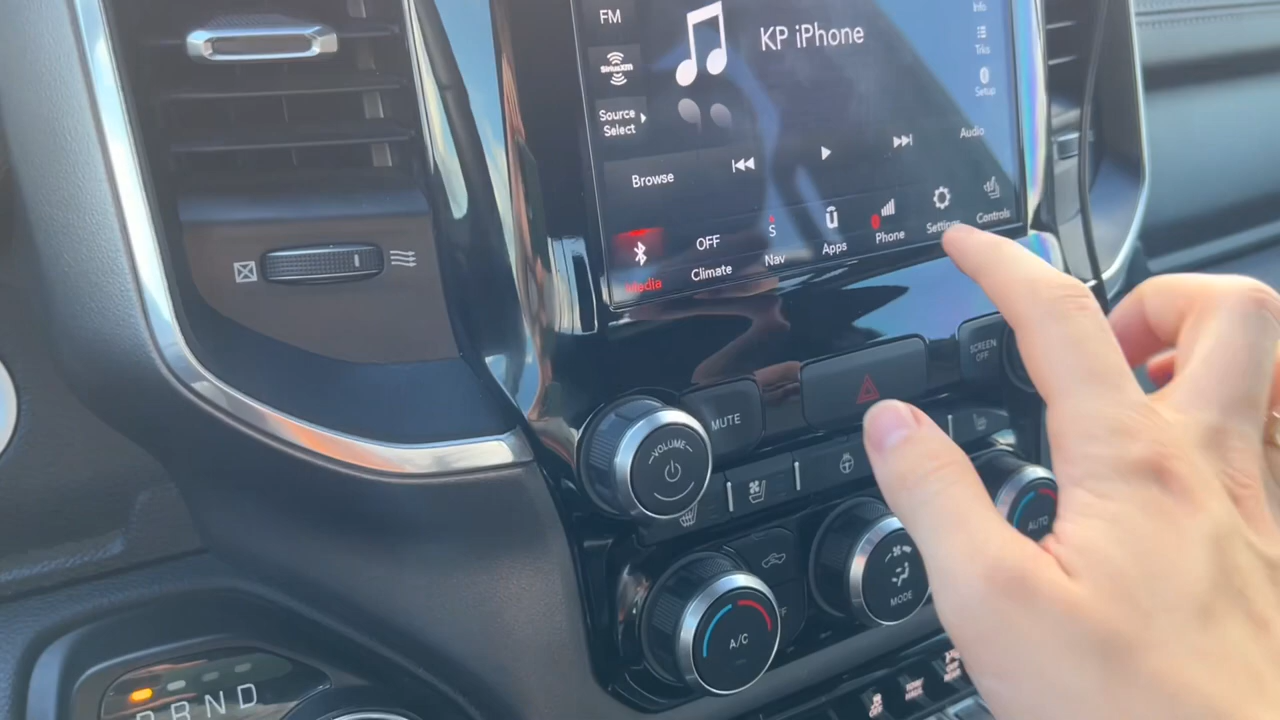 FM
KP iPhone
Info
Trks
SiriusXM
Setup
Source
Select
Audio
Browse
OFF
S
Settings
Controls
Climate
Nav
Apps
Phone
Media
SCREEN
OFF
MUTE
VOLUME
AUTO
MODE
A/C
PRND